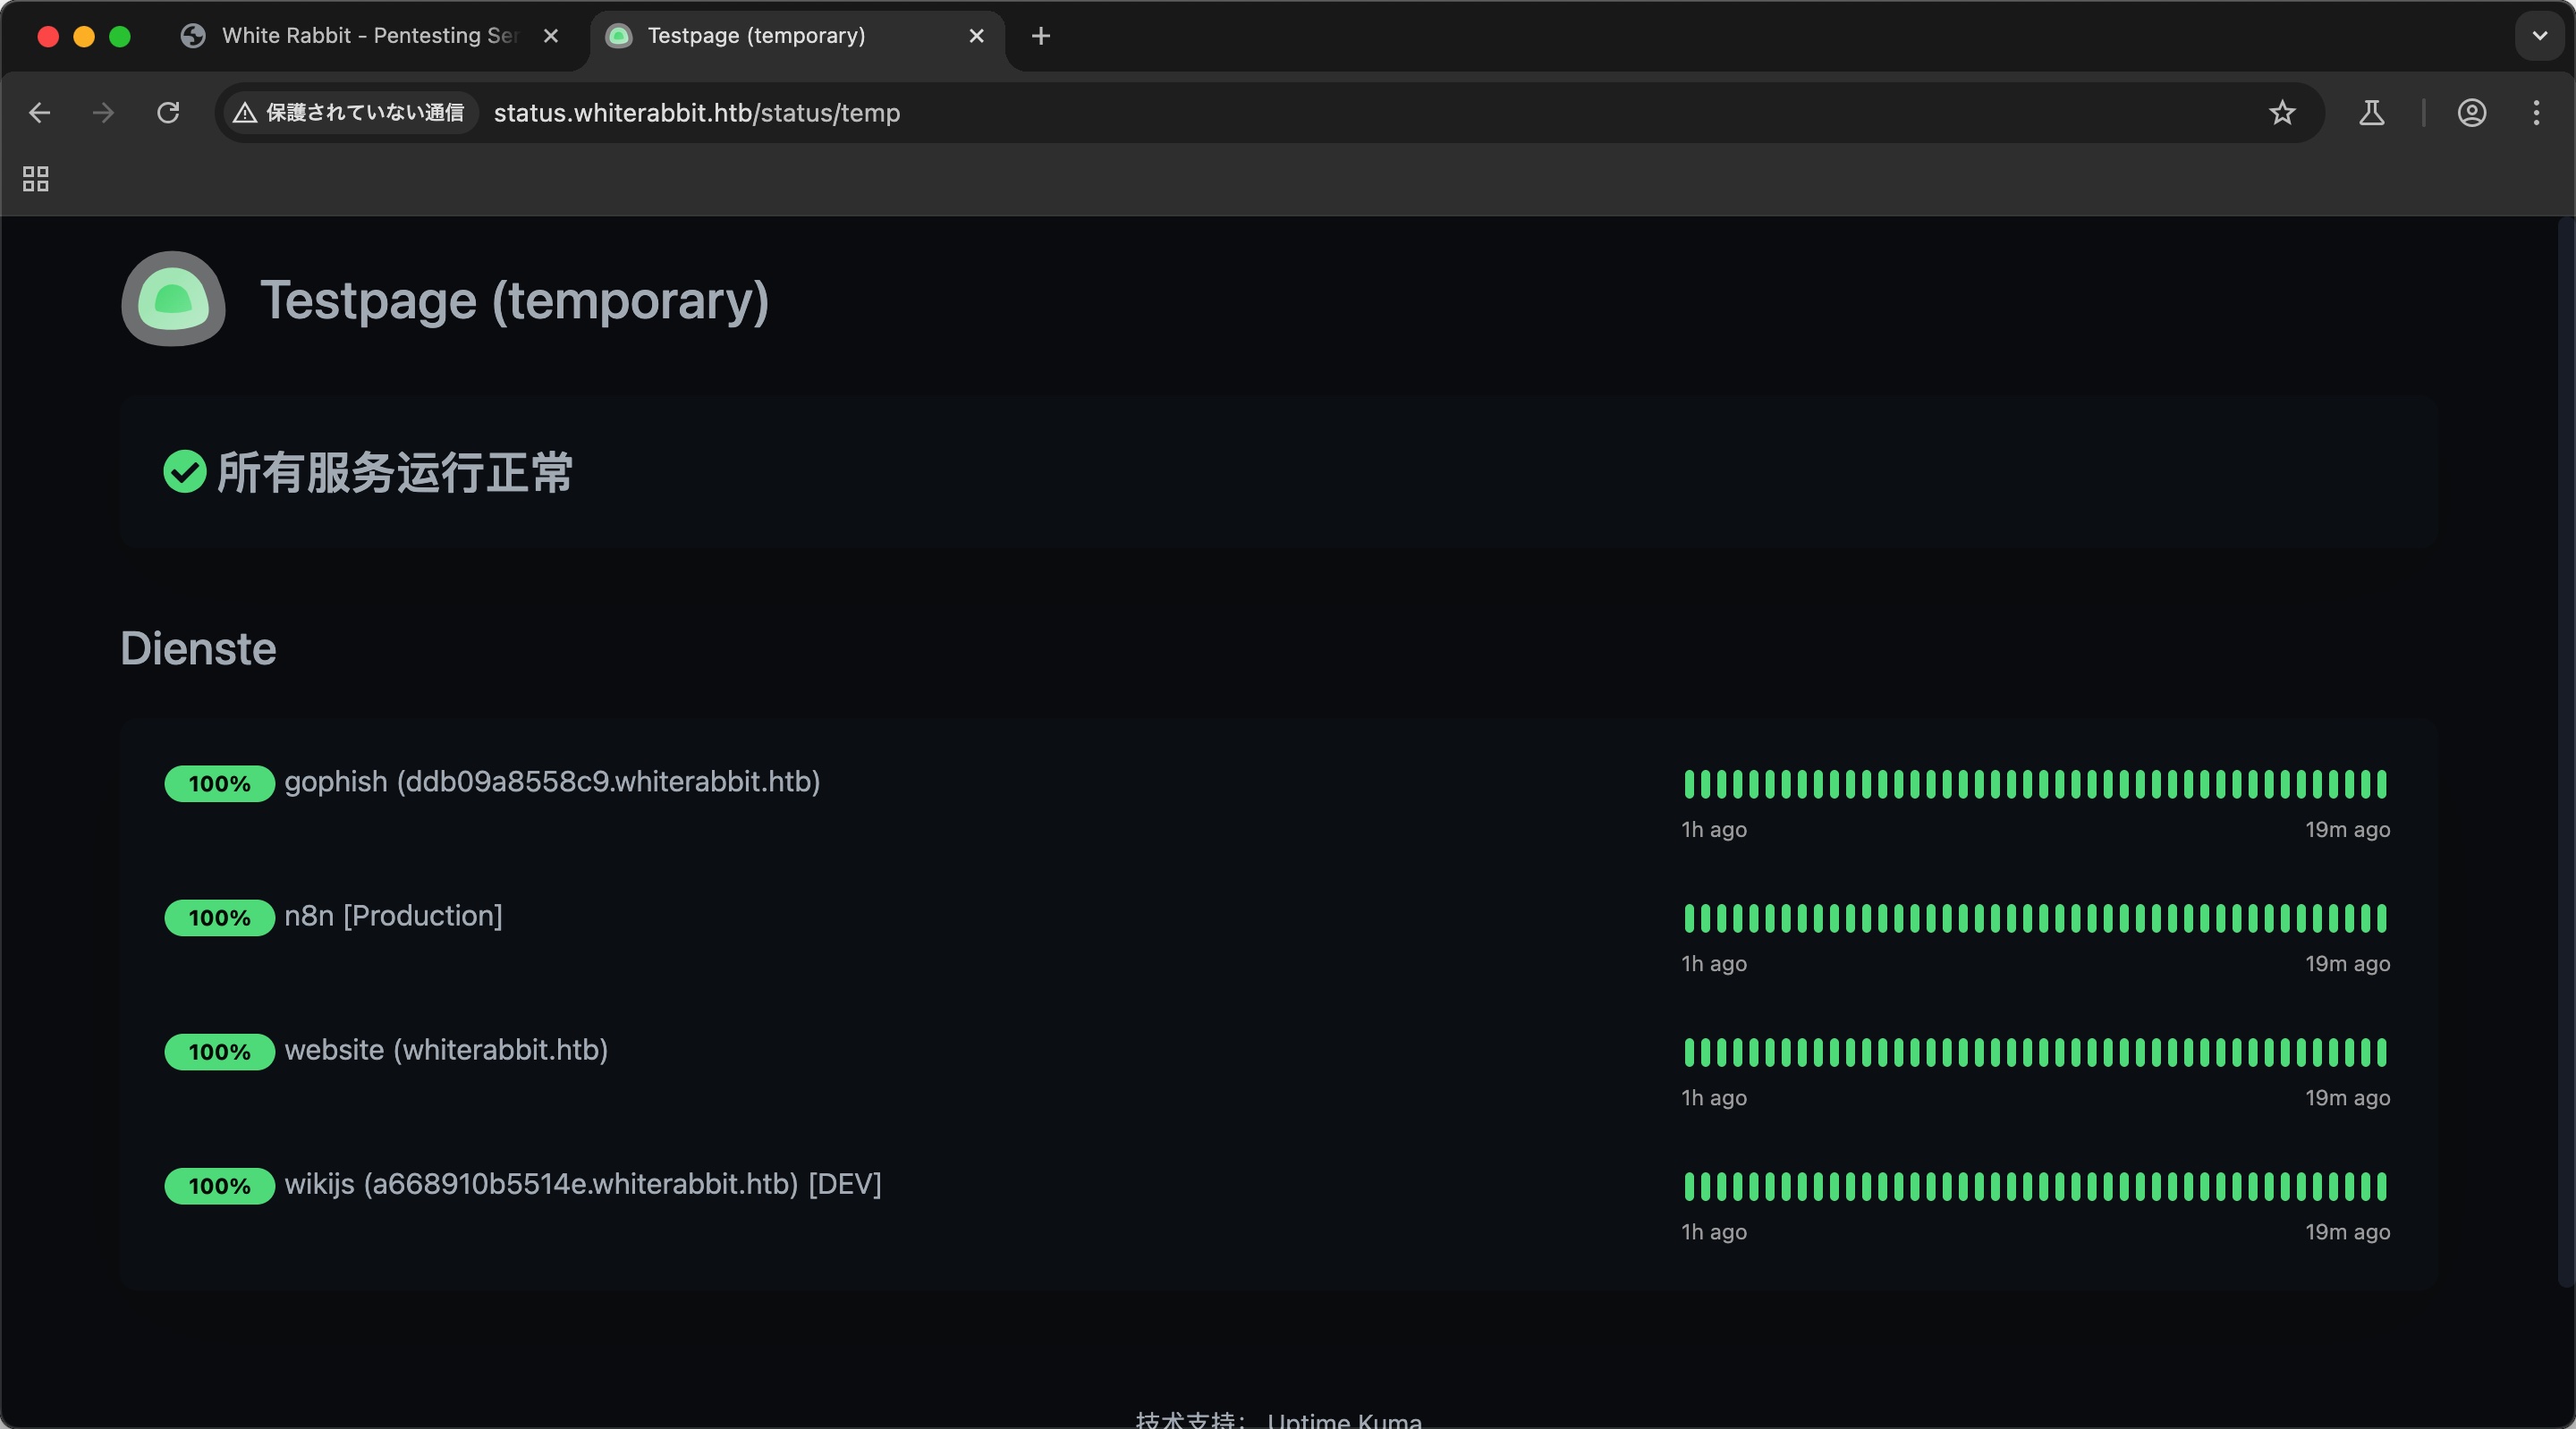 White Rabbit - Pentesting Ser
Testpage (temporary)
保護されていない通信
status.whiterabbit.htb/status/temp
Testpage (temporary)
所有服务运行正常
Dienste
100% gophish (ddb09a8558c9.whiterabbit.htb)
1h ago 19m ago
100% n8n [Production]
1h ago 19m ago
100% website (whiterabbit.htb)
1h ago 19m ago
100% wikijs (a668910b5514e.whiterabbit.htb) [DEV]
1h ago 19m ago
技术支持： Uptime Kuma